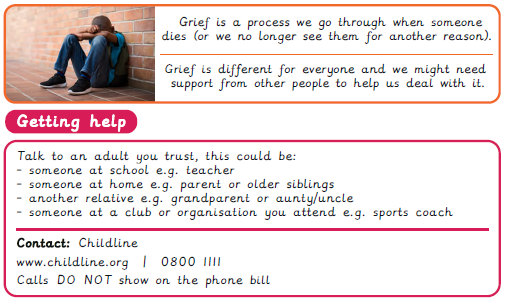 Grief is a process we go through when someone
dies (or we no longer see them for another reason).
Grief is different for everyone and we might need
support from other people to help us deal with it.
Getting help
Talk to an adult you trust, this could be:
- someone at school e.g. teacher
- someone at home e.g. parent or older siblings
- another relative e.g. grandparent or aunty/uncle
- someone at a club or organisation you attend e.g. sports coach
Contact: Childline
www.childline.org | 0800 1111
Calls DO NOT show on the phone bill